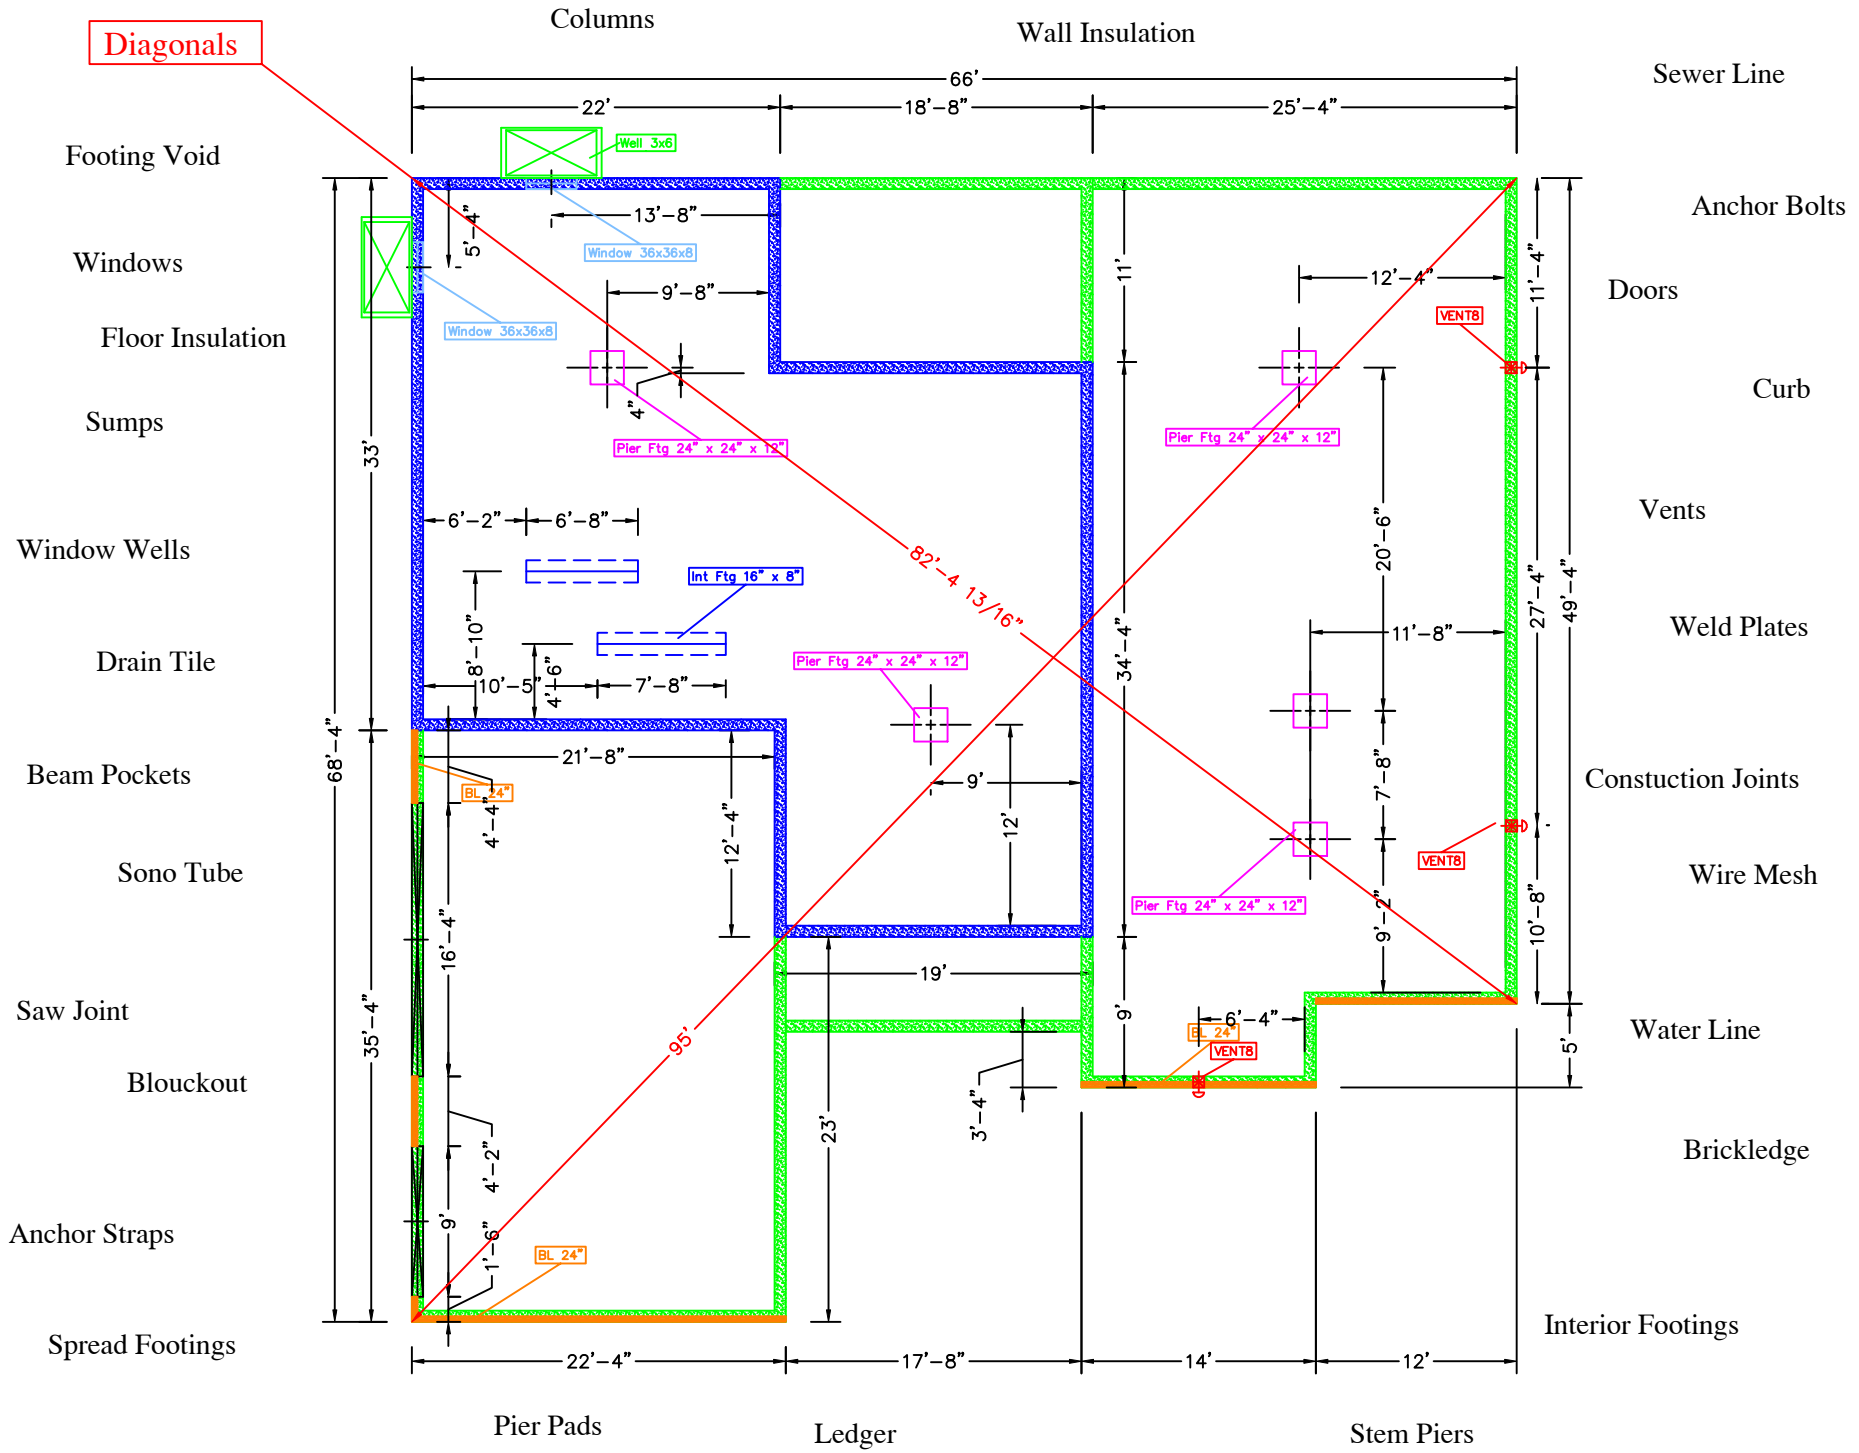 Columns
Wall Insulation
Diagonals
Sewer Line
66'
22'
18'-8"
25'-4"
Well 3x6
Footing Void
Anchor Bolts
13'-8"
5'-4"
Window 36x36x8
Windows
11'-4"
12'-4"
11'
Doors
9'-8"
VENT8
Window 36x36x8
Floor Insulation
Curb
4"
Sumps
Pier Ftg 24" x 24" x 12"
Pier Ftg 24" x 24" x 12"
33'
Vents
6'-2"
6'-8"
20'-6"
Window Wells
82'-4 13/16"
Int Ftg 16" x 8"
27'-4"
49'-4"
8'-10"
Weld Plates
11'-8"
34'-4"
Drain Tile
Pier Ftg 24" x 24" x 12"
10'-5"
4'-6"
7'-8"
68'-4"
21'-8"
Beam Pockets
BL 24"
9'
7'-8"
Constuction Joints
4'-4"
12'-4"
12'
VENT8
Sono Tube
Wire Mesh
Pier Ftg 24" x 24" x 12"
9'-2"
10'-8"
16'-4"
19'
Saw Joint
35'-4"
95'
9'
6'-4"
BL 24"
VENT8
5'
Water Line
Blouckout
3'-4"
23'
4'-2"
Brickledge
9'
1'-6"
Anchor Straps
BL 24"
Interior Footings
Spread Footings
22'-4"
17'-8"
14'
12'
Pier Pads
Ledger
Stem Piers